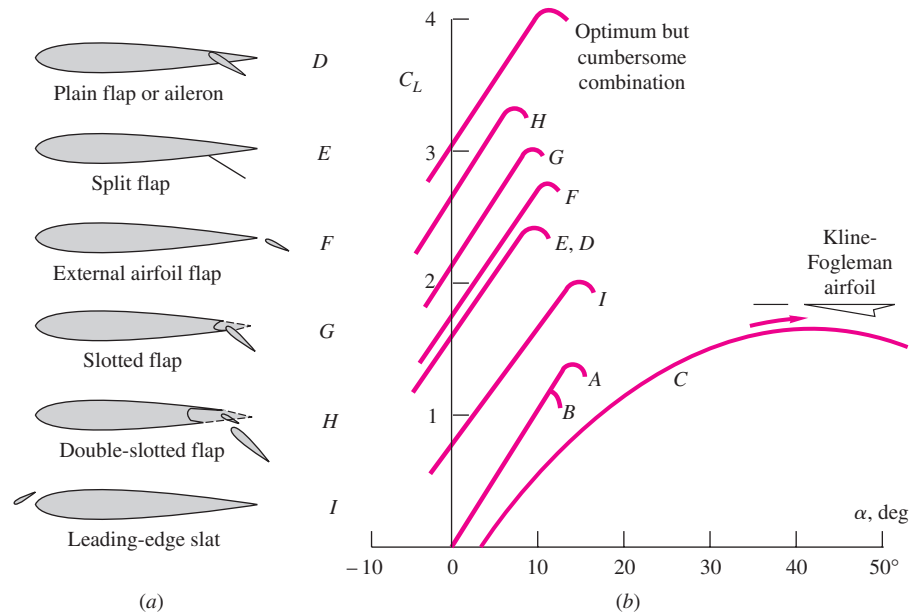 D
Plain flap or aileron
E
Split flap
F
External airfoil flap
G
Slotted flap
H
Double-slotted flap
I
Leading-edge slat
(a)
4
C_L
Optimum but
cumbersome
combination
H
3
G
F
E, D
Kline-
Fogleman
airfoil
2
I
A
C
B
1
α, deg
– 10
0
10
20
30
40
50°
(b)